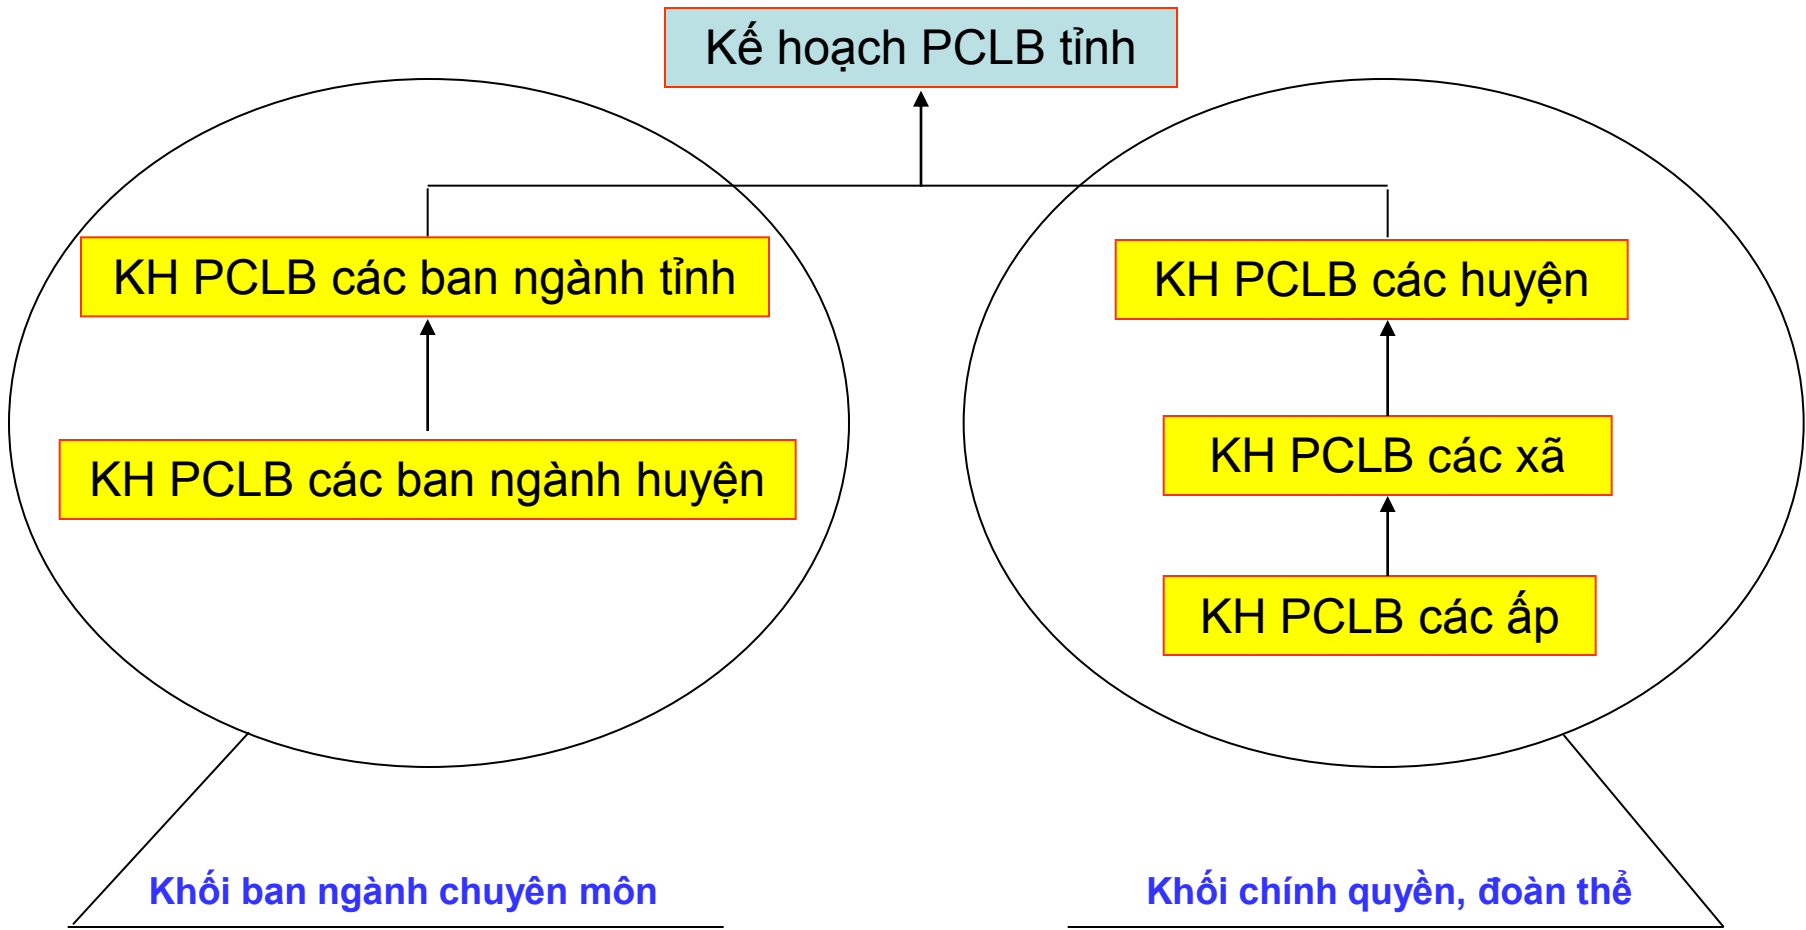 Kế hoạch PCLB tỉnh
KH PCLB các ban ngành tỉnh
KH PCLB các huyện
KH PCLB các ban ngành huyện
KH PCLB các xã
KH PCLB các ấp
Khối ban ngành chuyên môn
Khối chính quyền, đoàn thể